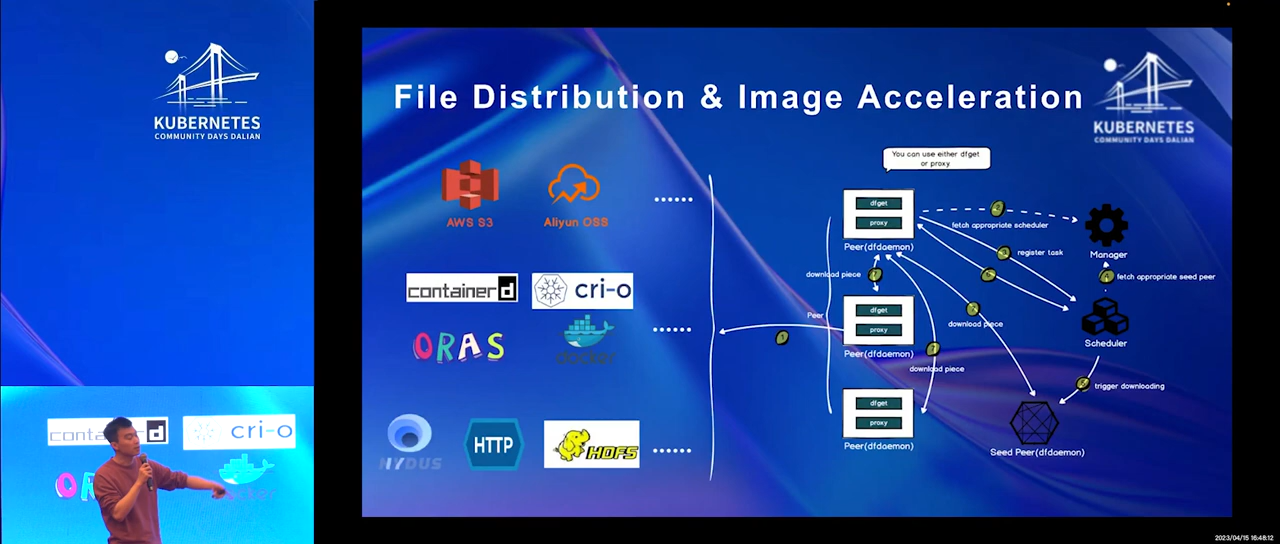 KUBERNETES
COMMUNITY DAYS DALIAN
File Distribution & Image Acceleration
KUBERNETES
COMMUNITY DAYS DALIAN
You can use either dfget
or proxy
AWS S3
Aliyun OSS
containerd
cri-o
ORAS
docker
NYDUS
HTTP
HDFS
dfget
proxy
Peer(dfdaemon)
fetch appropriate scheduler
register task
Manager
fetch appropriate seed peer
download piece
Peer
1
dfget
proxy
Peer(dfdaemon)
download piece
Scheduler
download piece
trigger downloading
dfget
proxy
Peer(dfdaemon)
Seed Peer(dfdaemon)
cri-o
2023/04/15 16:48:12